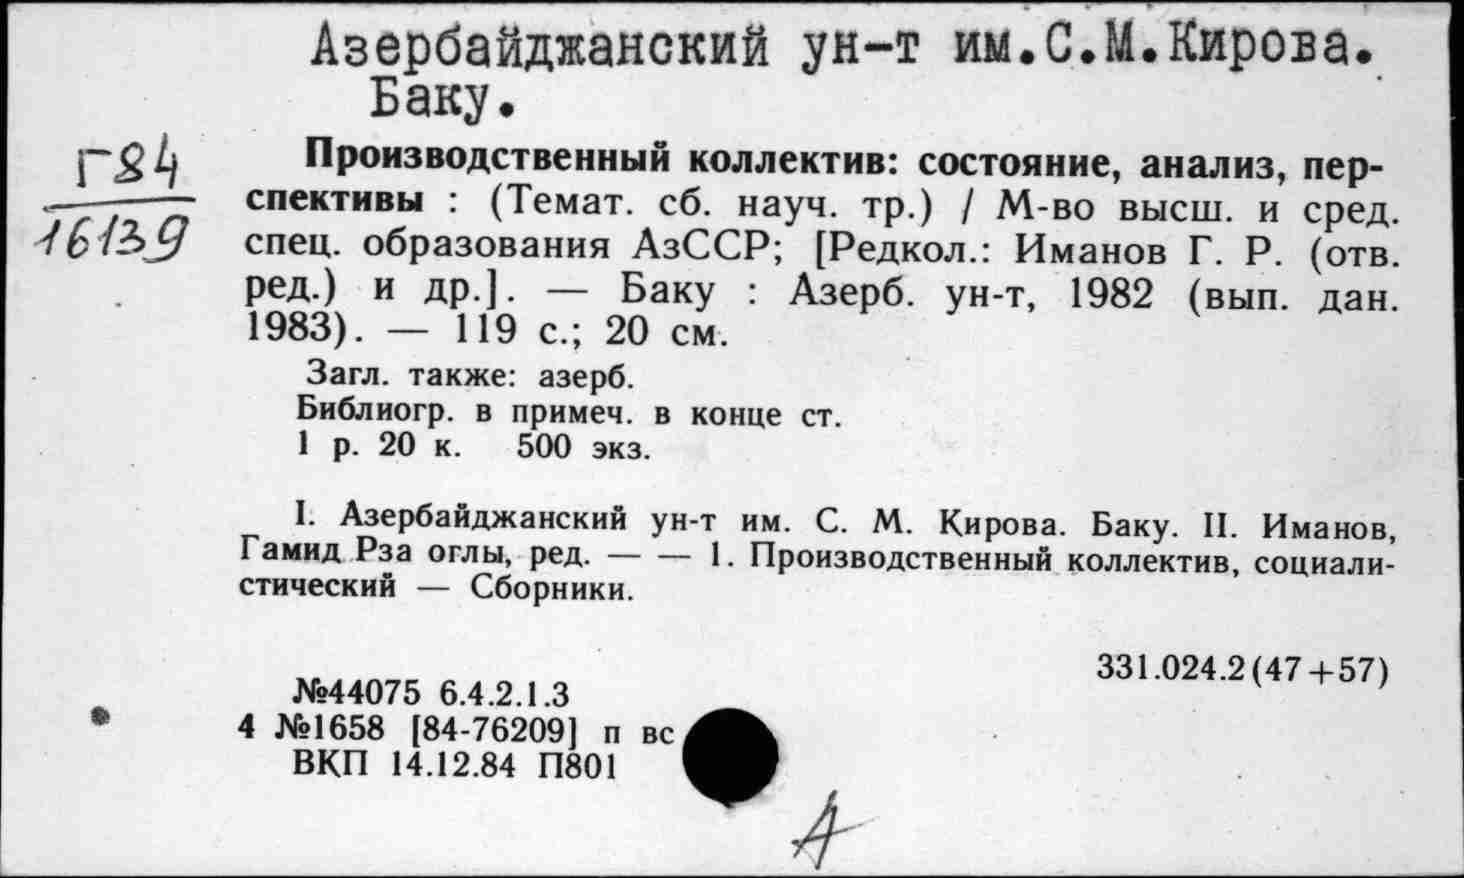 Азербайджанский ун-т им.С.М.Кирова.
Баку.
Г84
16139
Производственный коллектив: состояние, анализ, пер-
спективы : (Темат. сб. науч. тр.) / М-во высш. и сред.
спец. образования АзССР; [Редкол.: Иманов Г. Р. (отв.
ред.) и др.]. — Баку : Азерб. ун-т, 1982 (вып. дан.
1983). — 119 с.; 20 см.
Загл. также: азерб.
Библиогр. в примеч. в конце ст.
1 р. 20 к. 500 экз.
I. Азербайджанский ун-т им. С. М. Кирова. Баку. II. Иманов,
Гамид Рза оглы, ред. — — 1. Производственный коллектив, социали-
стический — Сборники.
331.024.2(47+57)
№44075 6.4.2.1.3
4 №1658 [84-76209] п вс
ВКП 14.12.84 П801
А